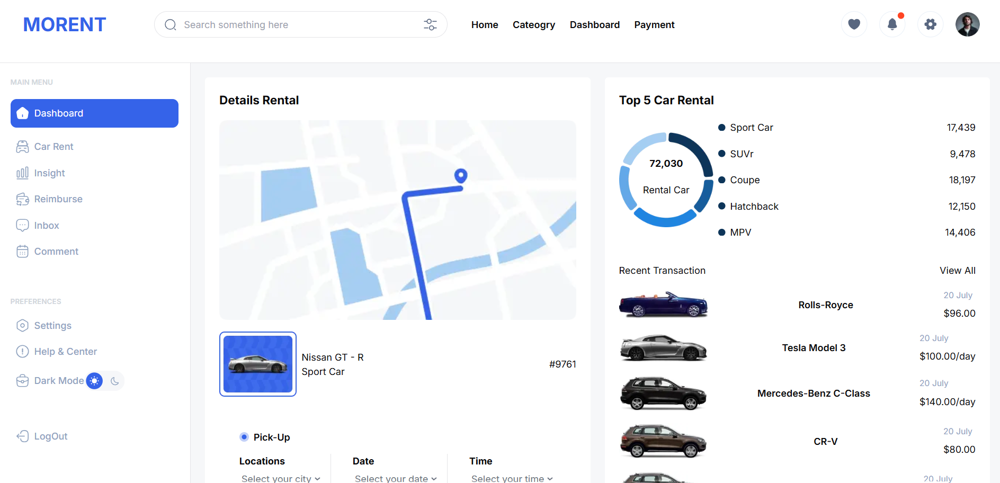 MORENT
Search something here
Home
Cateogry
Dashboard
Payment
MAIN MENU
Dashboard
Car Rent
Insight
Reimburse
Inbox
Comment
PREFERENCES
Settings
Help & Center
Dark Mode
LogOut
Details Rental
Nissan GT - R
Sport Car
#9761
Pick-Up
Locations
Select your city
Date
Select your date
Time
Select your time
Top 5 Car Rental
72,030
Rental Car
Sport Car 17,439
SUVr 9,478
Coupe 18,197
Hatchback 12,150
MPV 14,406
Recent Transaction
View All
Rolls-Royce
20 July
$96.00
Tesla Model 3
20 July
$100.00/day
Mercedes-Benz C-Class
20 July
$140.00/day
CR-V
20 July
$80.00
20 July